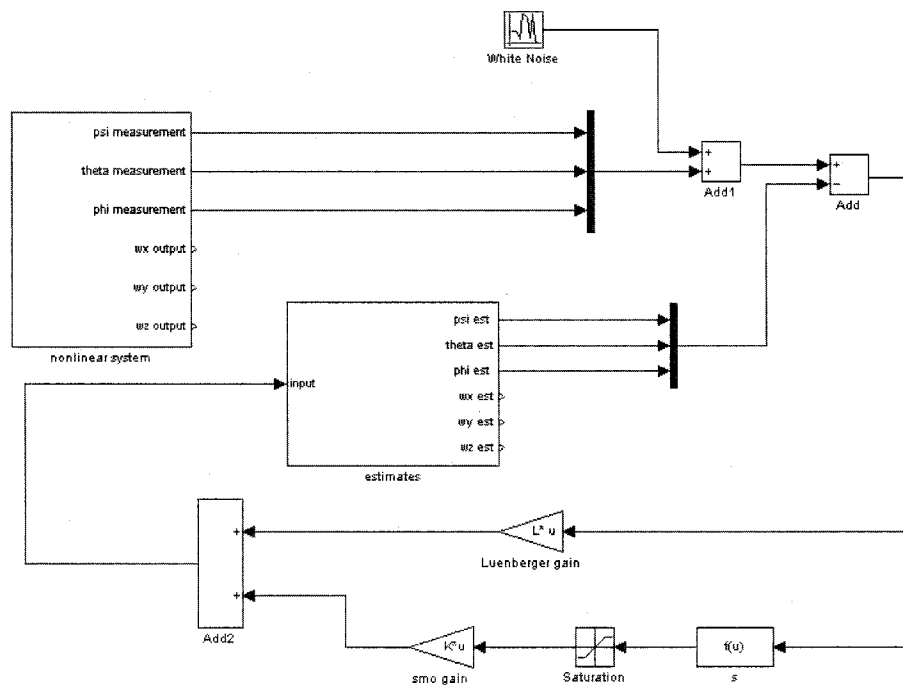 White Noise
psi measurement
theta measurement
phi measurement
wx output
wy output
wz output
nonlinear system
+
+
Add1
+
−
Add
input
psi est
theta est
phi est
wx est
wy est
wz est
estimates
+
+
Add2
L* u
Luenberger gain
K*u
smo gain
Saturation
f(u)
s